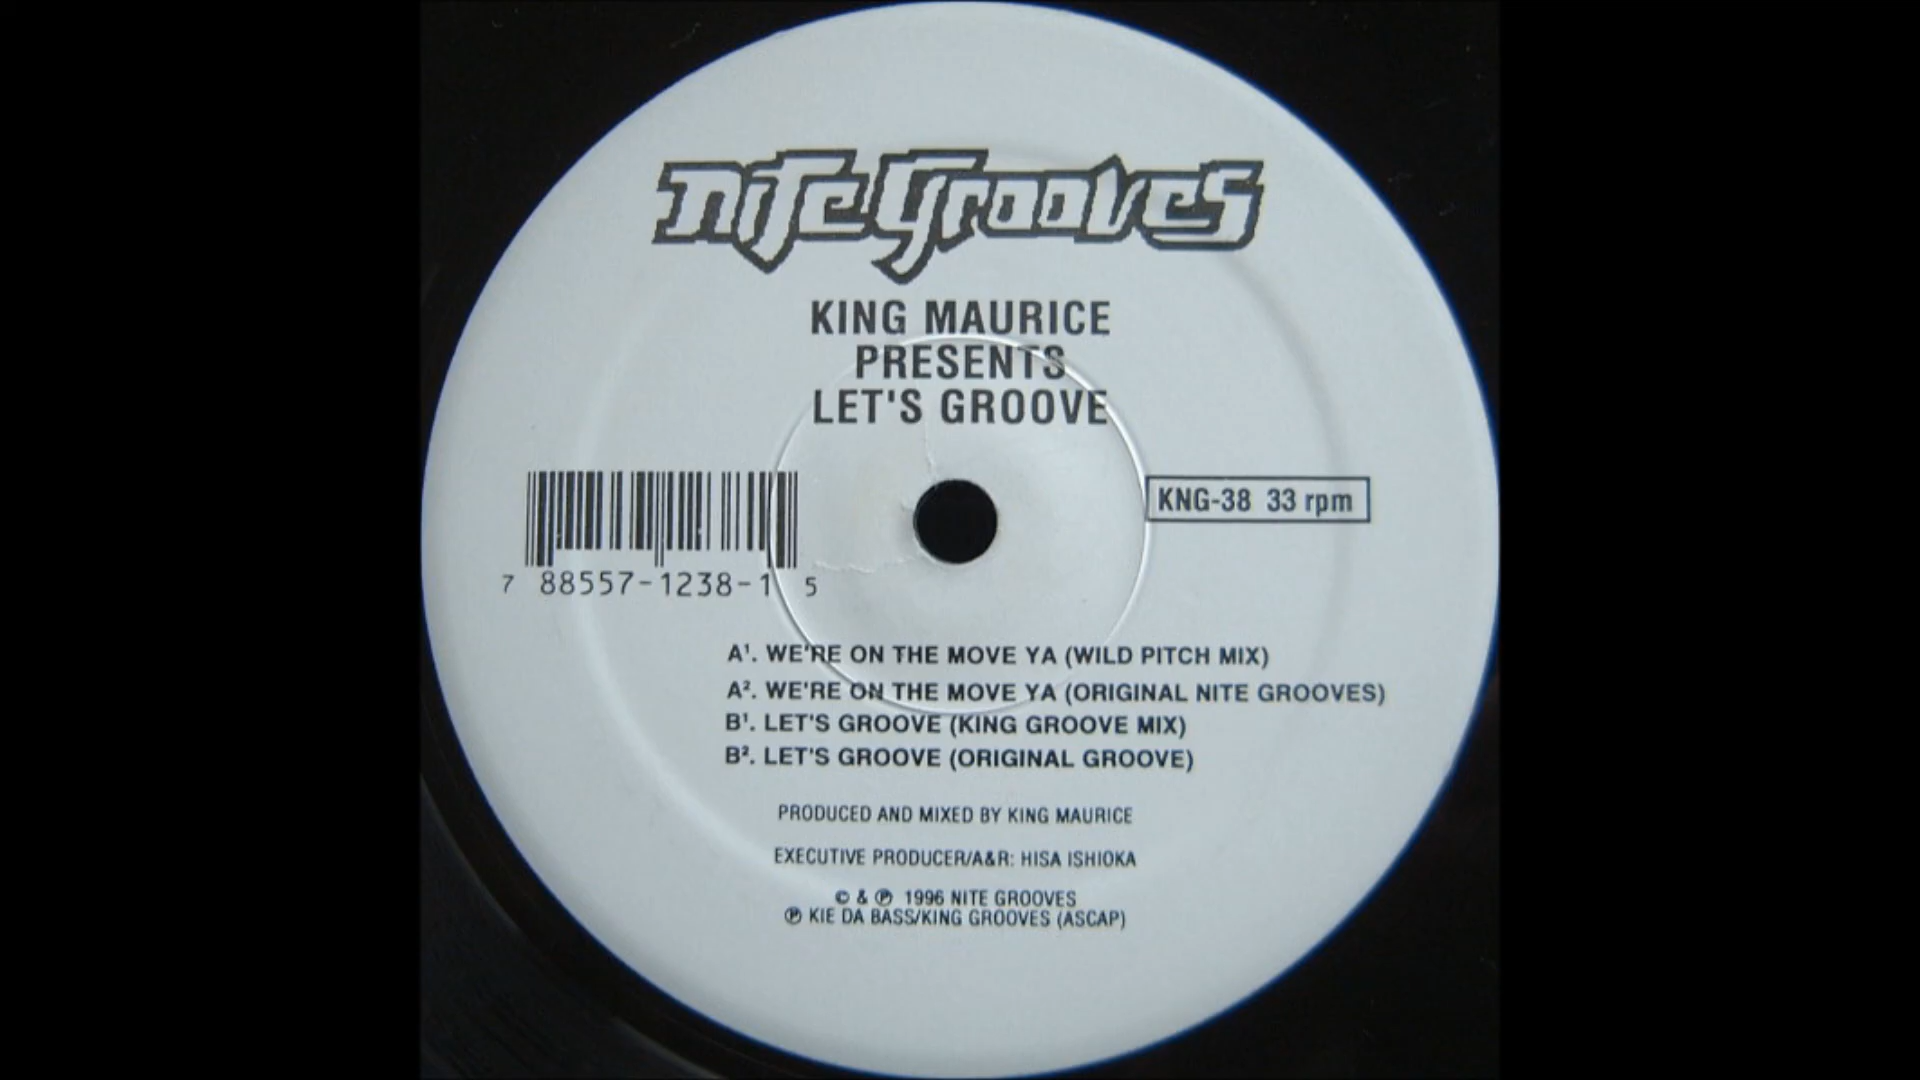 nite Grooves
KING MAURICE
PRESENTS
LET'S GROOVE
KNG-38 33 rpm
7 88557-1238-1 5
A¹. WE'RE ON THE MOVE YA (WILD PITCH MIX)
A². WE'RE ON THE MOVE YA (ORIGINAL NITE GROOVES)
B¹. LET'S GROOVE (KING GROOVE MIX)
B². LET'S GROOVE (ORIGINAL GROOVE)
PRODUCED AND MIXED BY KING MAURICE
EXECUTIVE PRODUCER/A&R: HISA ISHIOKA
© & ℗ 1996 NITE GROOVES
℗ KIE DA BASS/KING GROOVES (ASCAP)